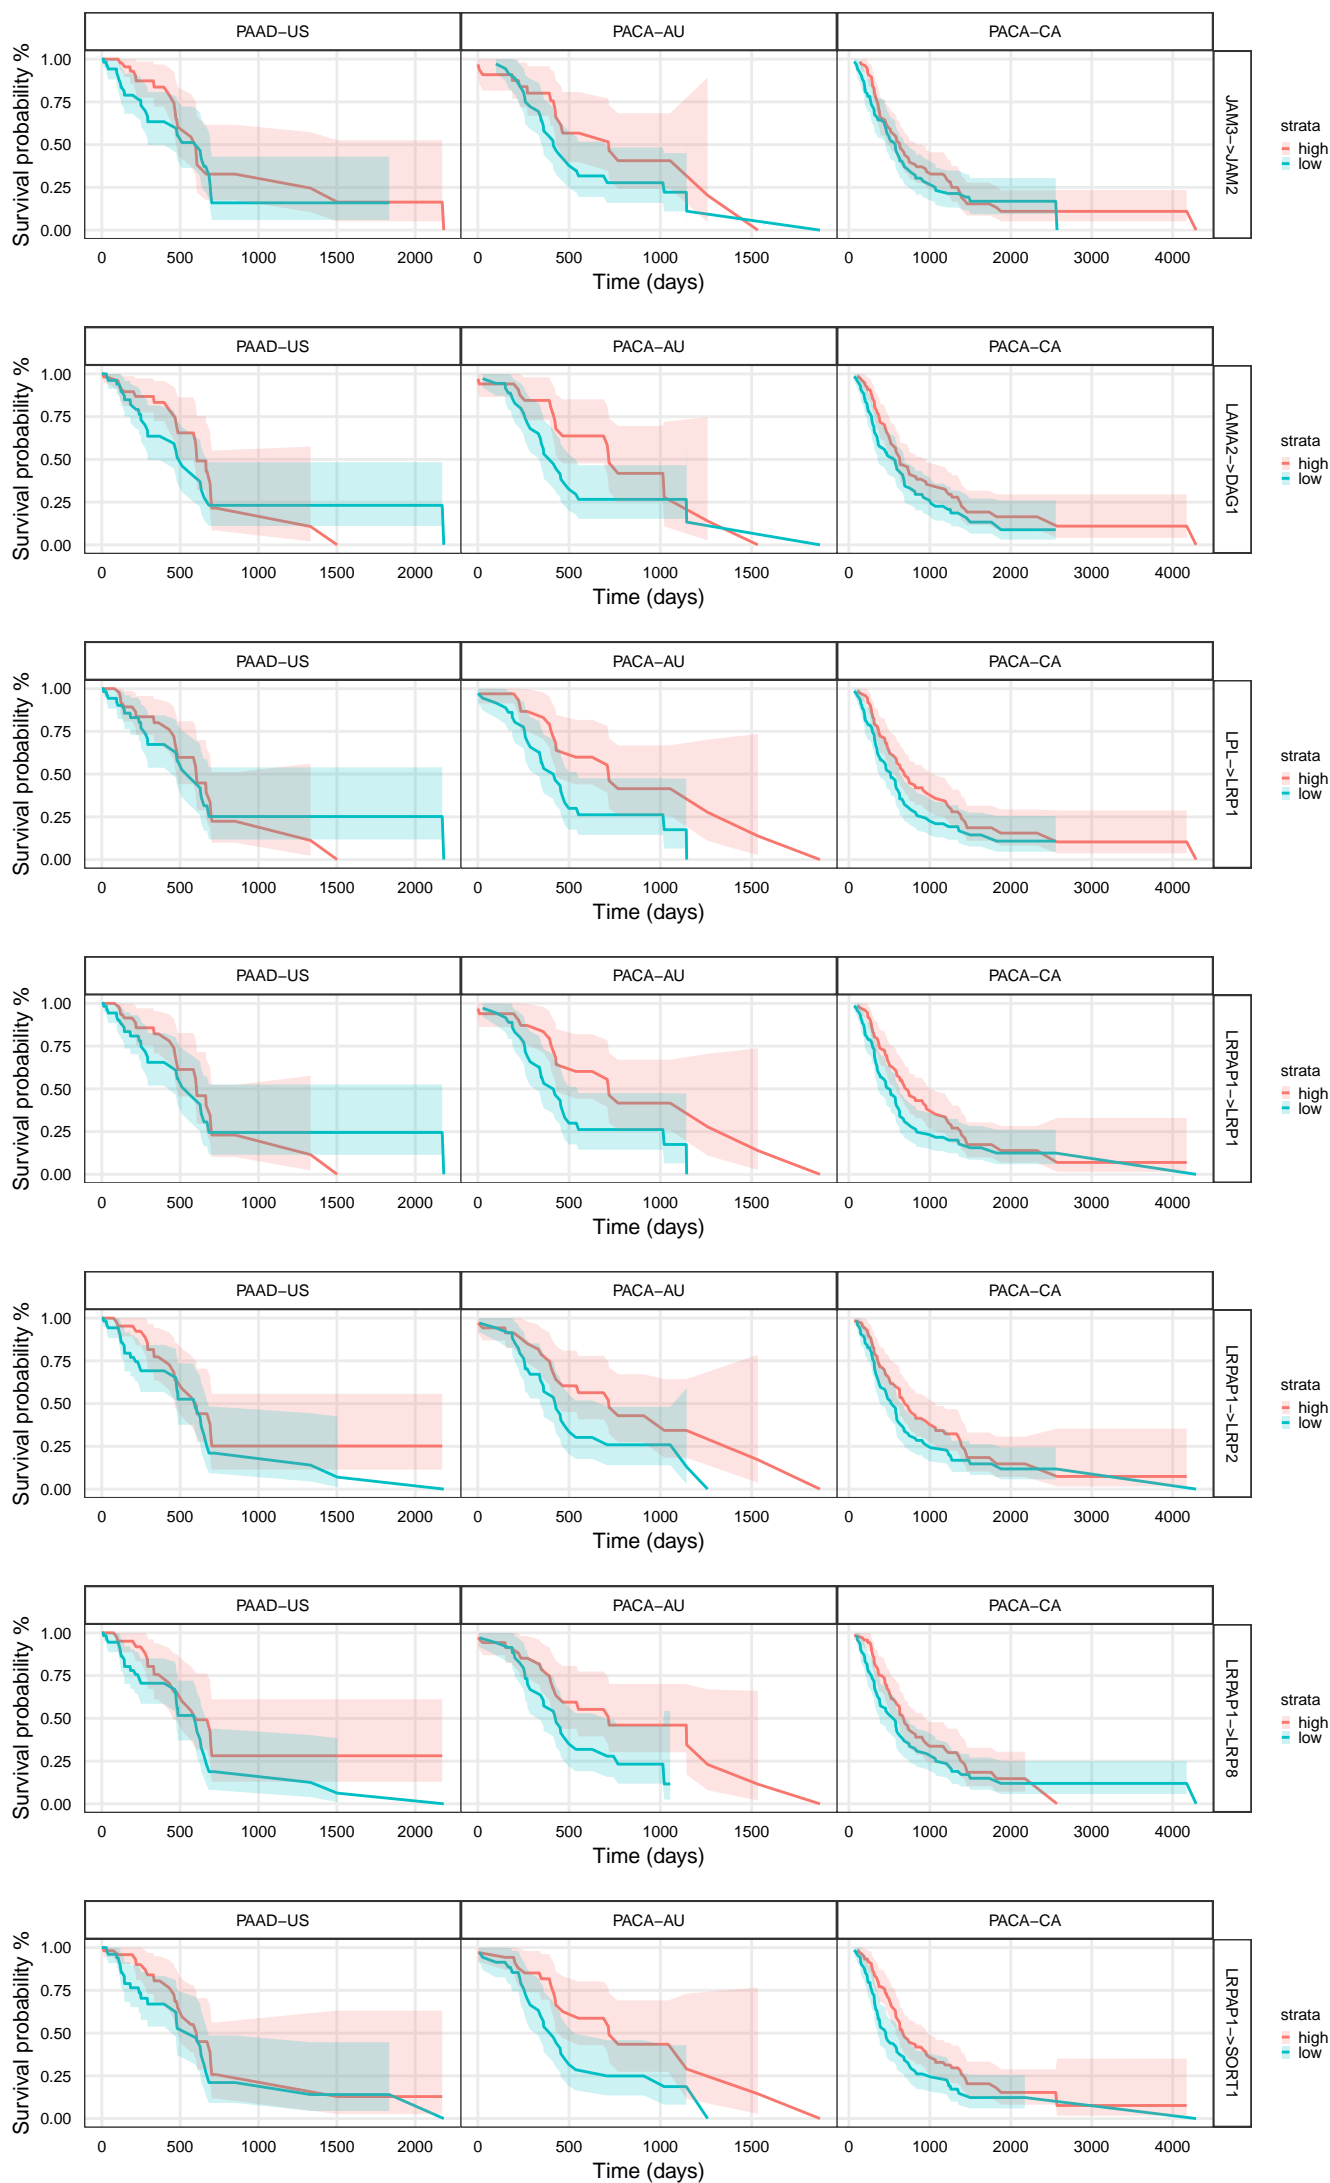 PAAD−US PACA−AU PACA−CA
1.00
0.75
0.50
0.25
0.00
Survival probability %
JAM3−>JAM2
strata
high
low
0 500 1000 1500 2000 0 500 1000 1500 0 1000 2000 3000 4000
Time (days)
PAAD−US PACA−AU PACA−CA
1.00
0.75
0.50
0.25
0.00
Survival probability %
LAMA2−>DAG1
strata
high
low
0 500 1000 1500 2000 0 500 1000 1500 0 1000 2000 3000 4000
Time (days)
PAAD−US PACA−AU PACA−CA
1.00
0.75
0.50
0.25
0.00
Survival probability %
LPL−>LRP1
strata
high
low
0 500 1000 1500 2000 0 500 1000 1500 0 1000 2000 3000 4000
Time (days)
PAAD−US PACA−AU PACA−CA
1.00
0.75
0.50
0.25
0.00
Survival probability %
LRPAP1−>LRP1
strata
high
low
0 500 1000 1500 2000 0 500 1000 1500 0 1000 2000 3000 4000
Time (days)
PAAD−US PACA−AU PACA−CA
1.00
0.75
0.50
0.25
0.00
Survival probability %
LRPAP1−>LRP2
strata
high
low
0 500 1000 1500 2000 0 500 1000 1500 0 1000 2000 3000 4000
Time (days)
PAAD−US PACA−AU PACA−CA
1.00
0.75
0.50
0.25
0.00
Survival probability %
LRPAP1−>LRP8
strata
high
low
0 500 1000 1500 2000 0 500 1000 1500 0 1000 2000 3000 4000
Time (days)
PAAD−US PACA−AU PACA−CA
1.00
0.75
0.50
0.25
0.00
Survival probability %
LRPAP1−>SORT1
strata
high
low
0 500 1000 1500 2000 0 500 1000 1500 0 1000 2000 3000 4000
Time (days)